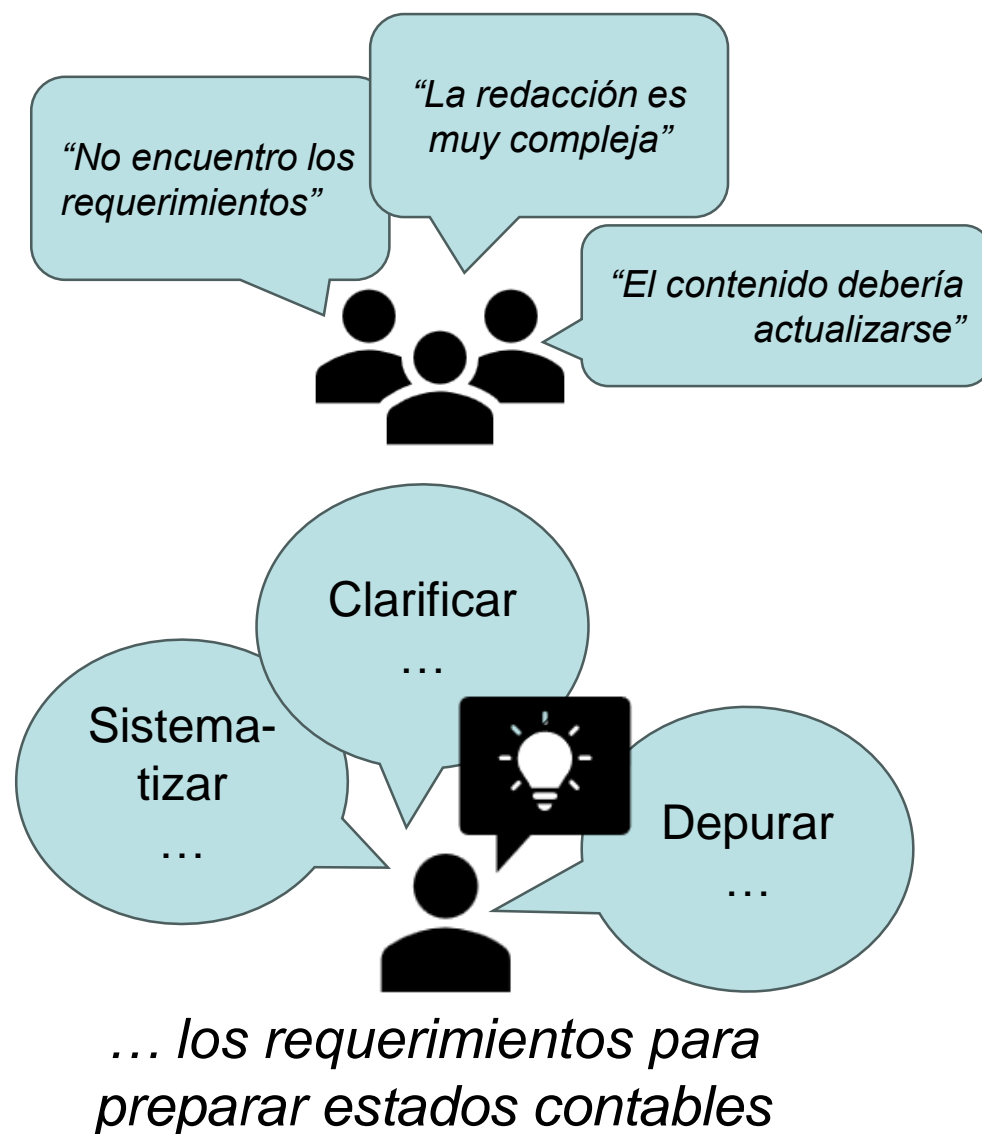 “No encuentro los
requerimientos”
“La redacción es
muy compleja”
“El contenido debería
actualizarse”
Sistema-
tizar
…
Clarificar
…
Depurar
…
… los requerimientos para
preparar estados contables